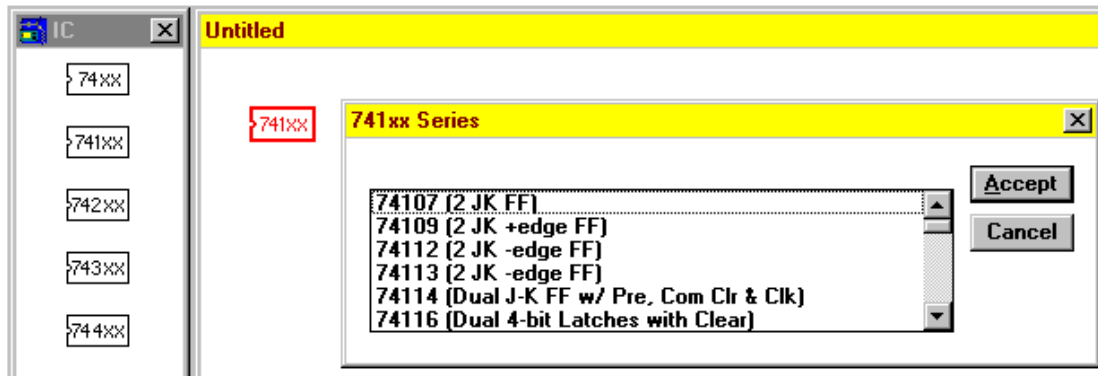 IC
74xx
741xx
742xx
743xx
744xx
Untitled
741xx
741xx Series
74107 (2 JK FF)
74109 (2 JK +edge FF)
74112 (2 JK -edge FF)
74113 (2 JK -edge FF)
74114 (Dual J-K FF w/ Pre, Com Clr & Clk)
74116 (Dual 4-bit Latches with Clear)
Accept
Cancel